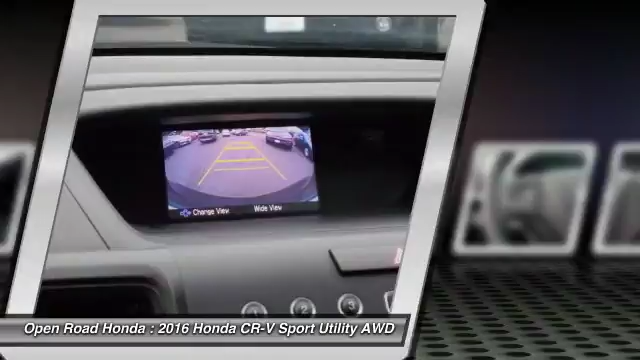 Change View Wide View
1 2 3
Open Road Honda : 2016 Honda CR-V Sport Utility AWD